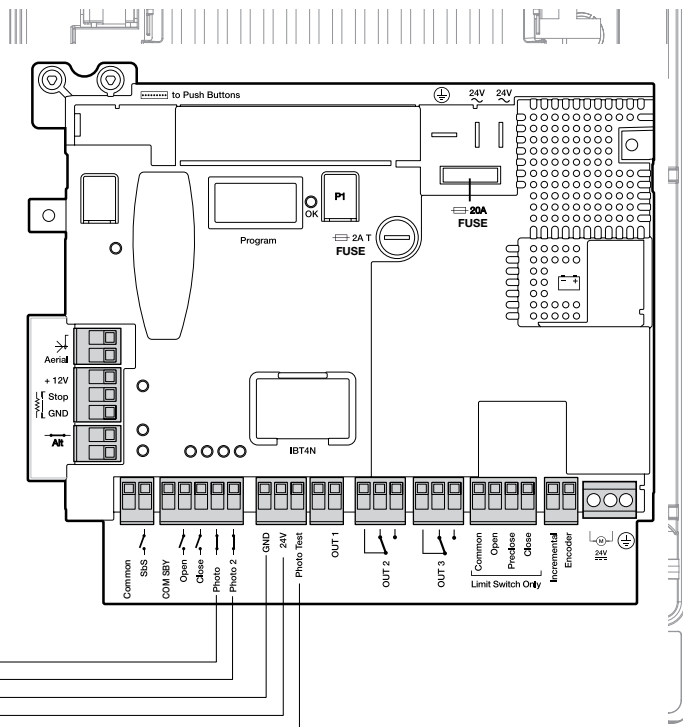 to Push Buttons
24V 24V
P1
OK
Program
20A
FUSE
2A T
FUSE
- +
Aerial
+ 12V
Stop
GND
Alt
IBT4N
Common
SbS
COM SBY
Open
Close
Photo
Photo 2
GND
24V
Photo Test
OUT 1
OUT 2
OUT 3
Common
Open
Preclose
Close
Limit Switch Only
Incremental
Encoder
M
24V